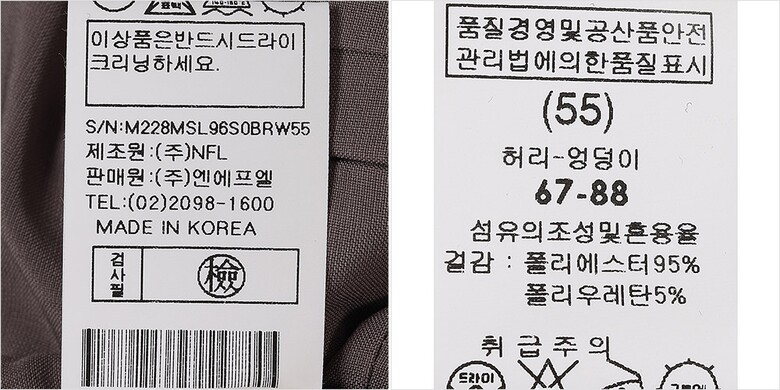 이상품은반드시드라이
크리닝하세요.
S/N:M228MSL96S0BRW55
제조원:(주)NFL
판매원:(주)엔에프엘
TEL:(02)2098-1600
MADE IN KOREA
검사필
檢
품질경영및공산품안전
관리법에의한품질표시
(55)
허리-엉덩이
67-88
섬유의조성및혼용율
겉감 : 폴리에스터95%
폴리우레탄5%
취급주의
드라이